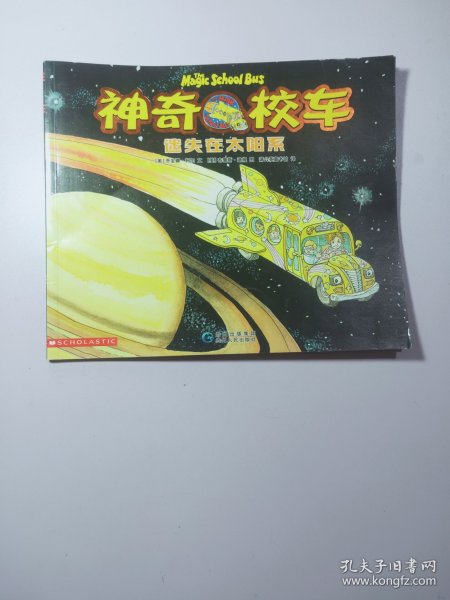 The
Magic School Bus
神奇校车
迷失在太阳系
SCHOLASTIC
孔夫子旧书网
www.kongfz.com